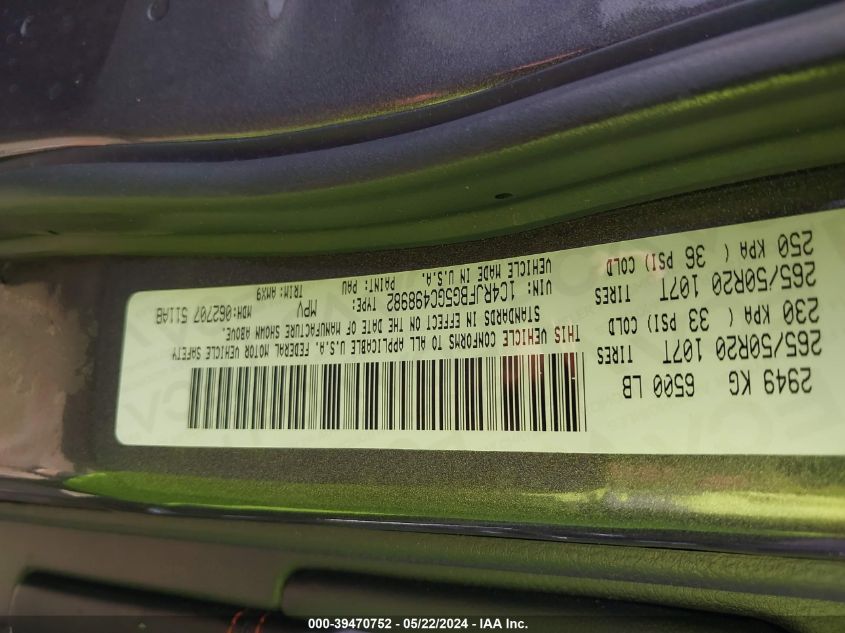 2949 KG 6500 LB
265/50R20 107T TIRES
230 KPA ( 33 PSI) COLD
265/50R20 107T TIRES
250 KPA ( 36 PSI) COLD
THIS VEHICLE CONFORMS TO ALL APPLICABLE U.S.A. FEDERAL MOTOR VEHICLE SAFETY
STANDARDS IN EFFECT ON THE DATE OF MANUFACTURE SHOWN ABOVE.
VIN: 1C4RJFBG5GC498982 TYPE: MPV MDH:062707 511AB
VEHICLE MADE IN U.S.A. PAINT: PAU TRIM: AMX9
000-39470752 - 05/22/2024 - IAA Inc.